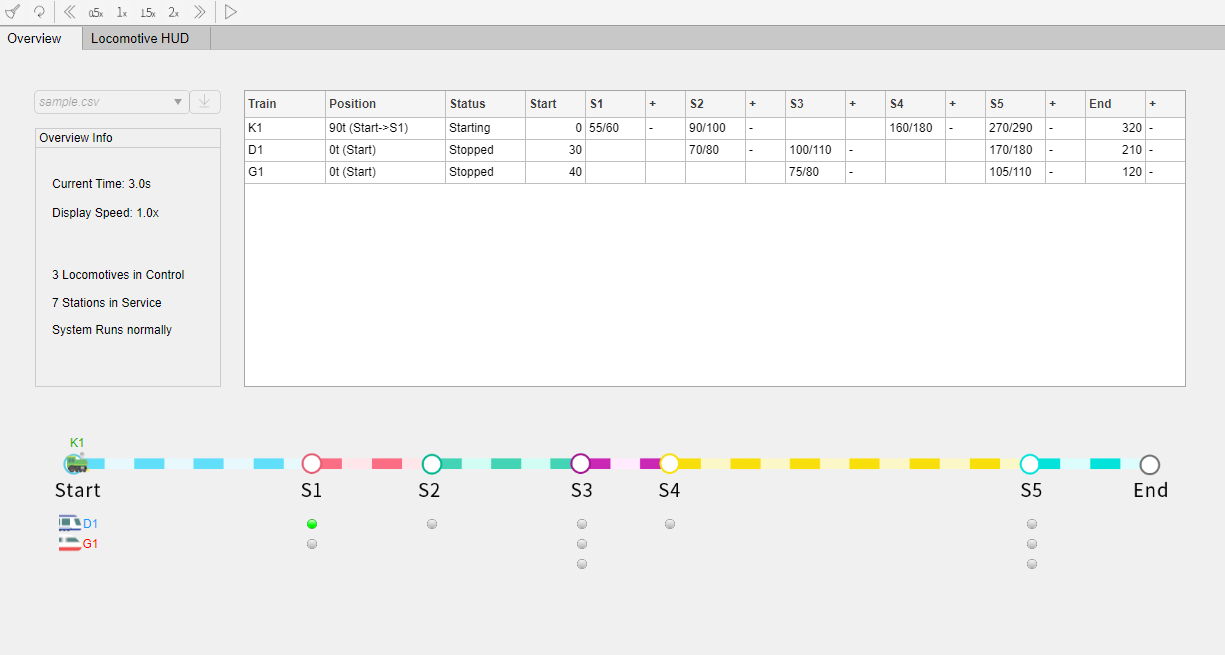 0.5x 1x 1.5x 2x
Overview Locomotive HUD
sample.csv
Overview Info
Current Time: 3.0s
Display Speed: 1.0x
3 Locomotives in Control
7 Stations in Service
System Runs normally
Train Position Status Start S1 + S2 + S3 + S4 + S5 + End +
K1 90t (Start->S1) Starting 0 55/60 - 90/100 - 160/180 - 270/290 - 320 -
D1 0t (Start) Stopped 30 70/80 - 100/110 - 170/180 - 210 -
G1 0t (Start) Stopped 40 75/80 - 105/110 - 120 -
K1
Start S1 S2 S3 S4 S5 End
D1
G1